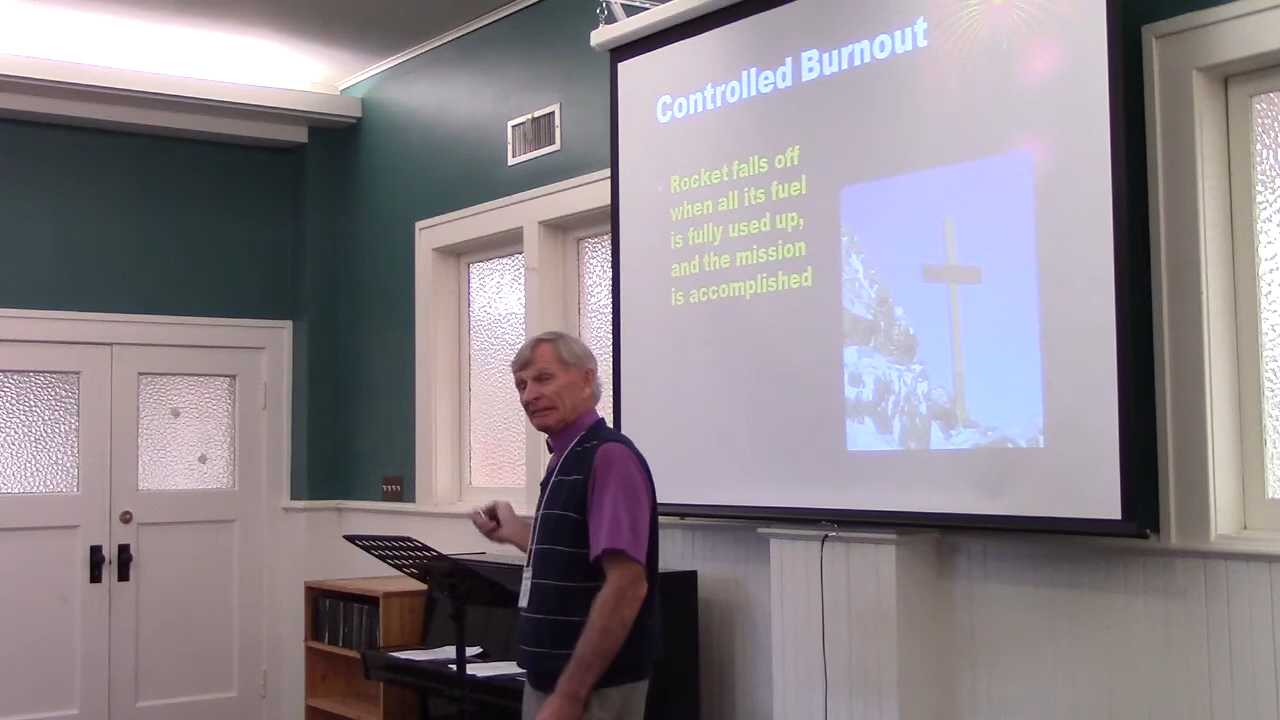 Controlled Burnout
Rocket falls off
when all its fuel
is fully used up,
and the mission
is accomplished